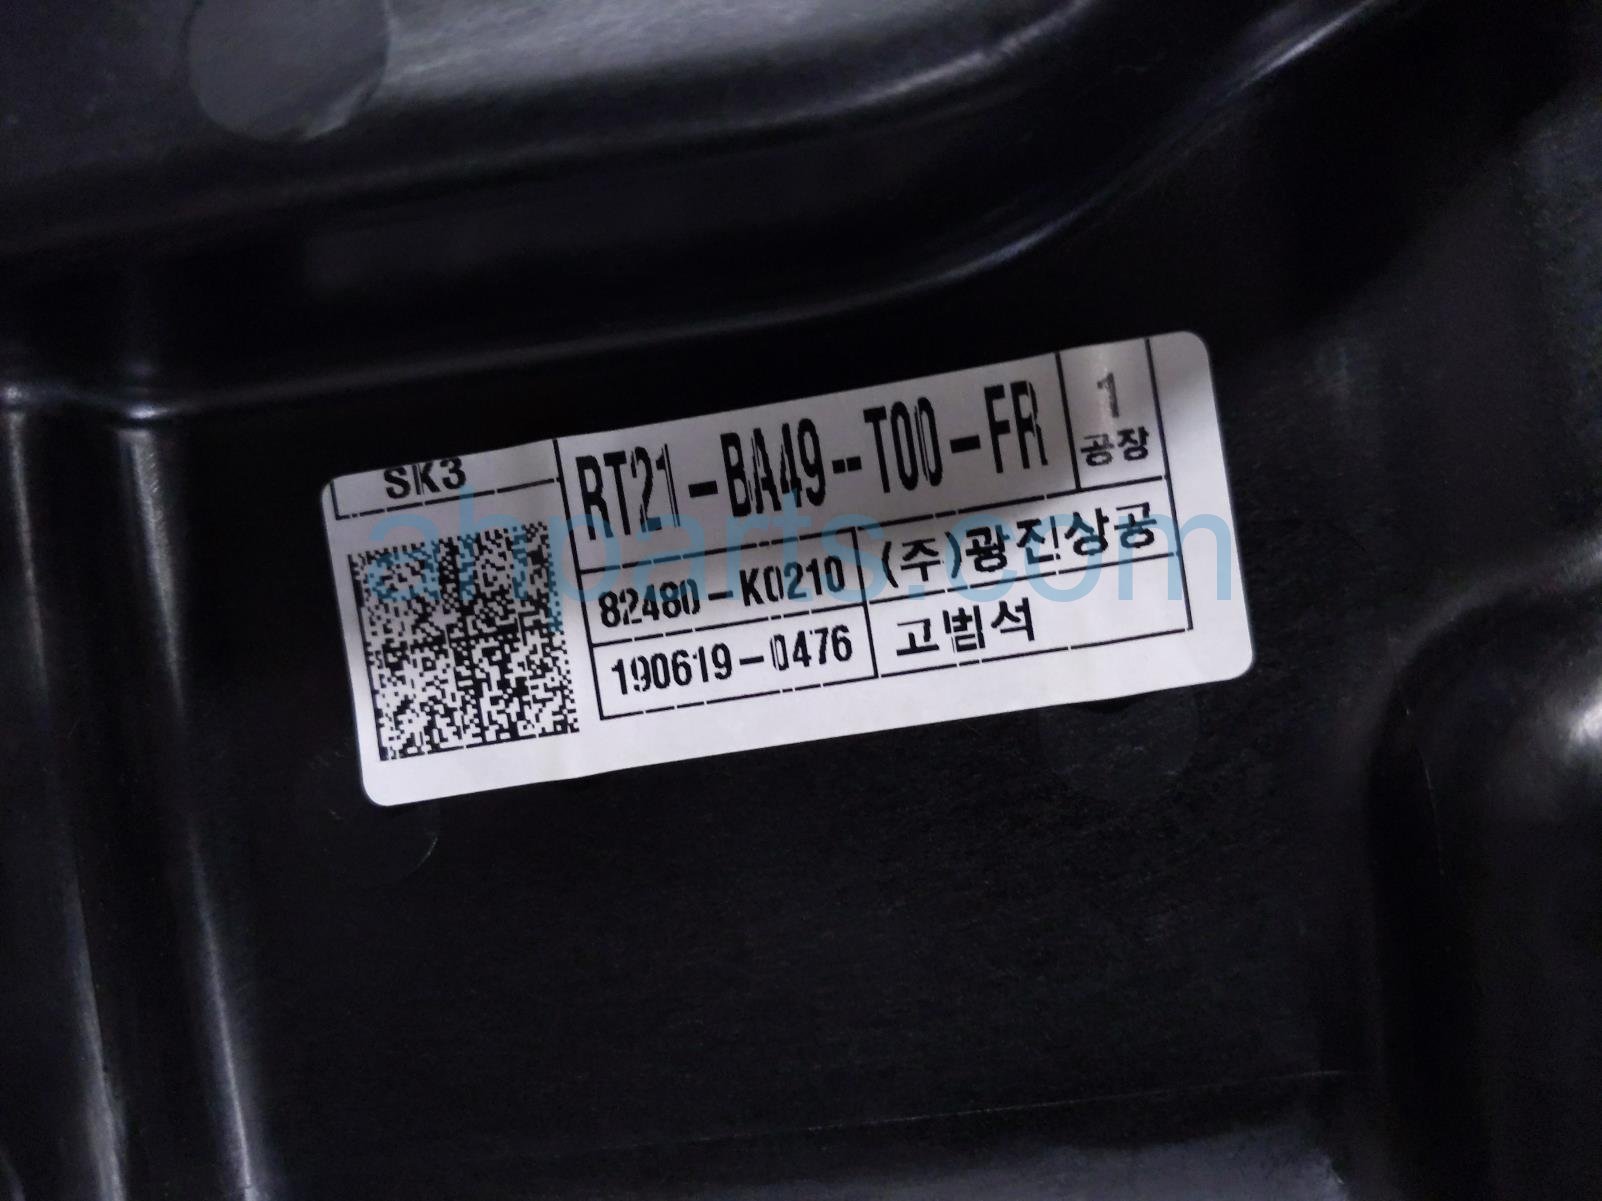 SK3
RT21-BA49-T00-FR
1
공장
82480-K0210
(주)광진상공
190619-0476
고범석
ahparts.com